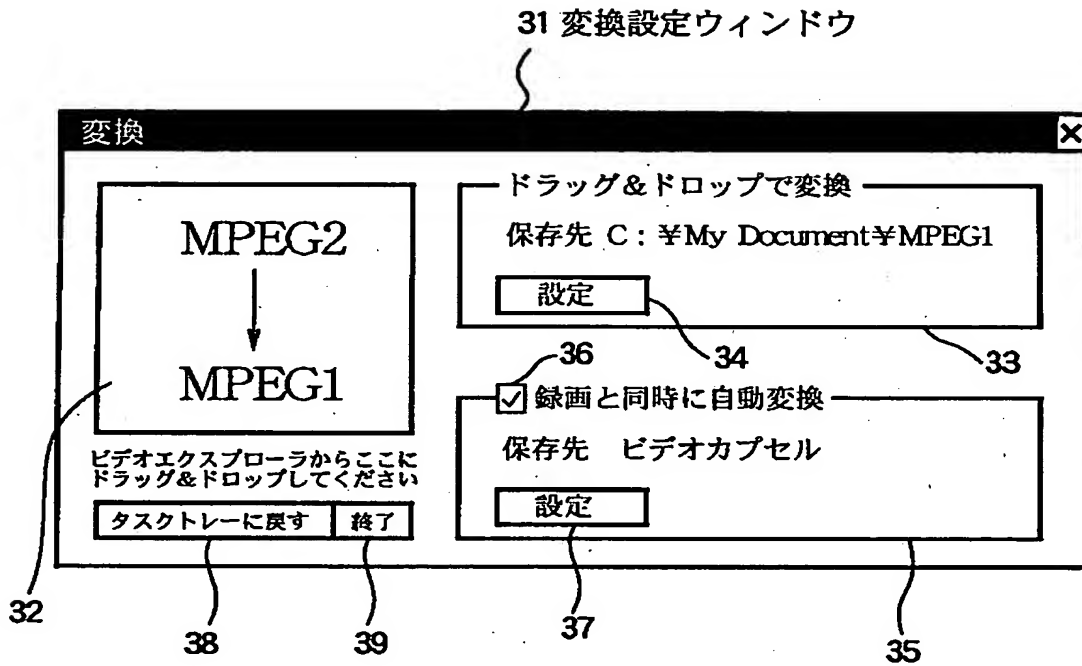 31 変換設定ウィンドウ
変換
MPEG2
MPEG1
ビデオエクスプローラからここに
ドラッグ&ドロップしてください
タスクトレーに戻す 終了
ドラッグ&ドロップで変換
保存先 C:¥My Document¥MPEG1
設定
34
33
36
録画と同時に自動変換
保存先 ビデオカプセル
設定
32
38
39
37
35